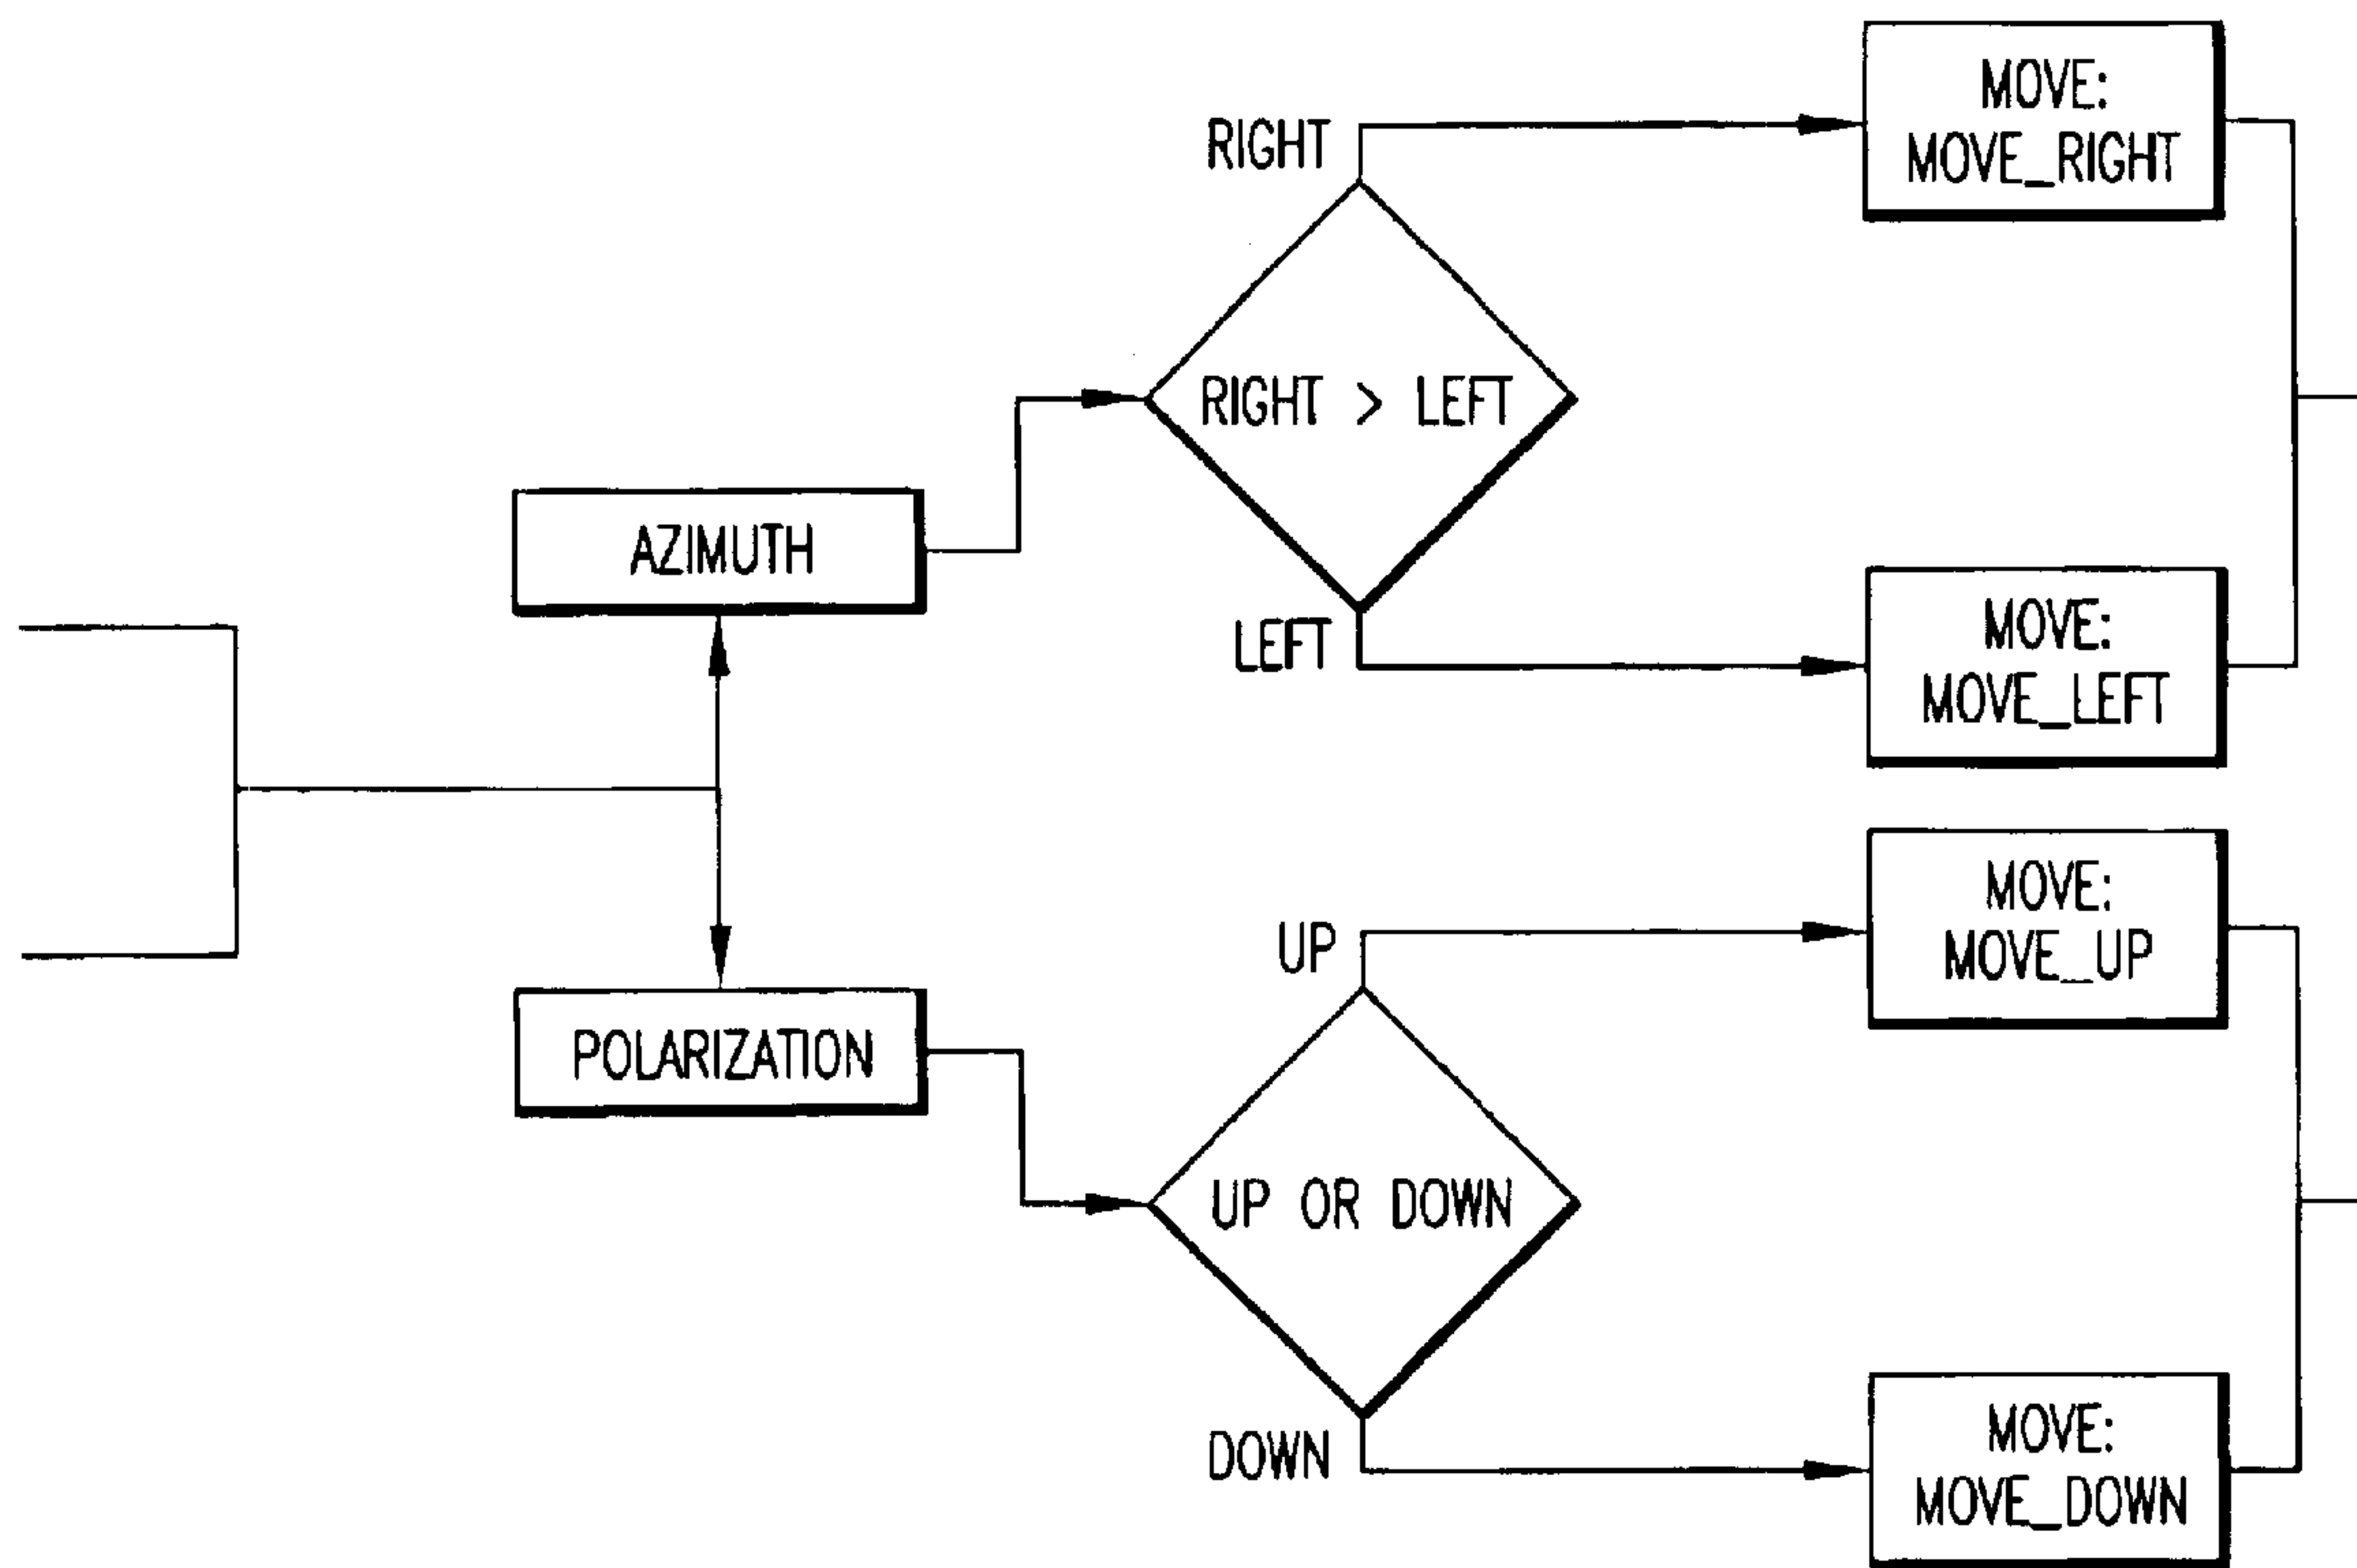 RIGHT
MOVE:
MOVE_RIGHT
RIGHT > LEFT
AZIMUTH
LEFT
MOVE:
MOVE_LEFT
UP
MOVE:
MOVE_UP
POLARIZATION
UP OR DOWN
DOWN
MOVE:
MOVE_DOWN